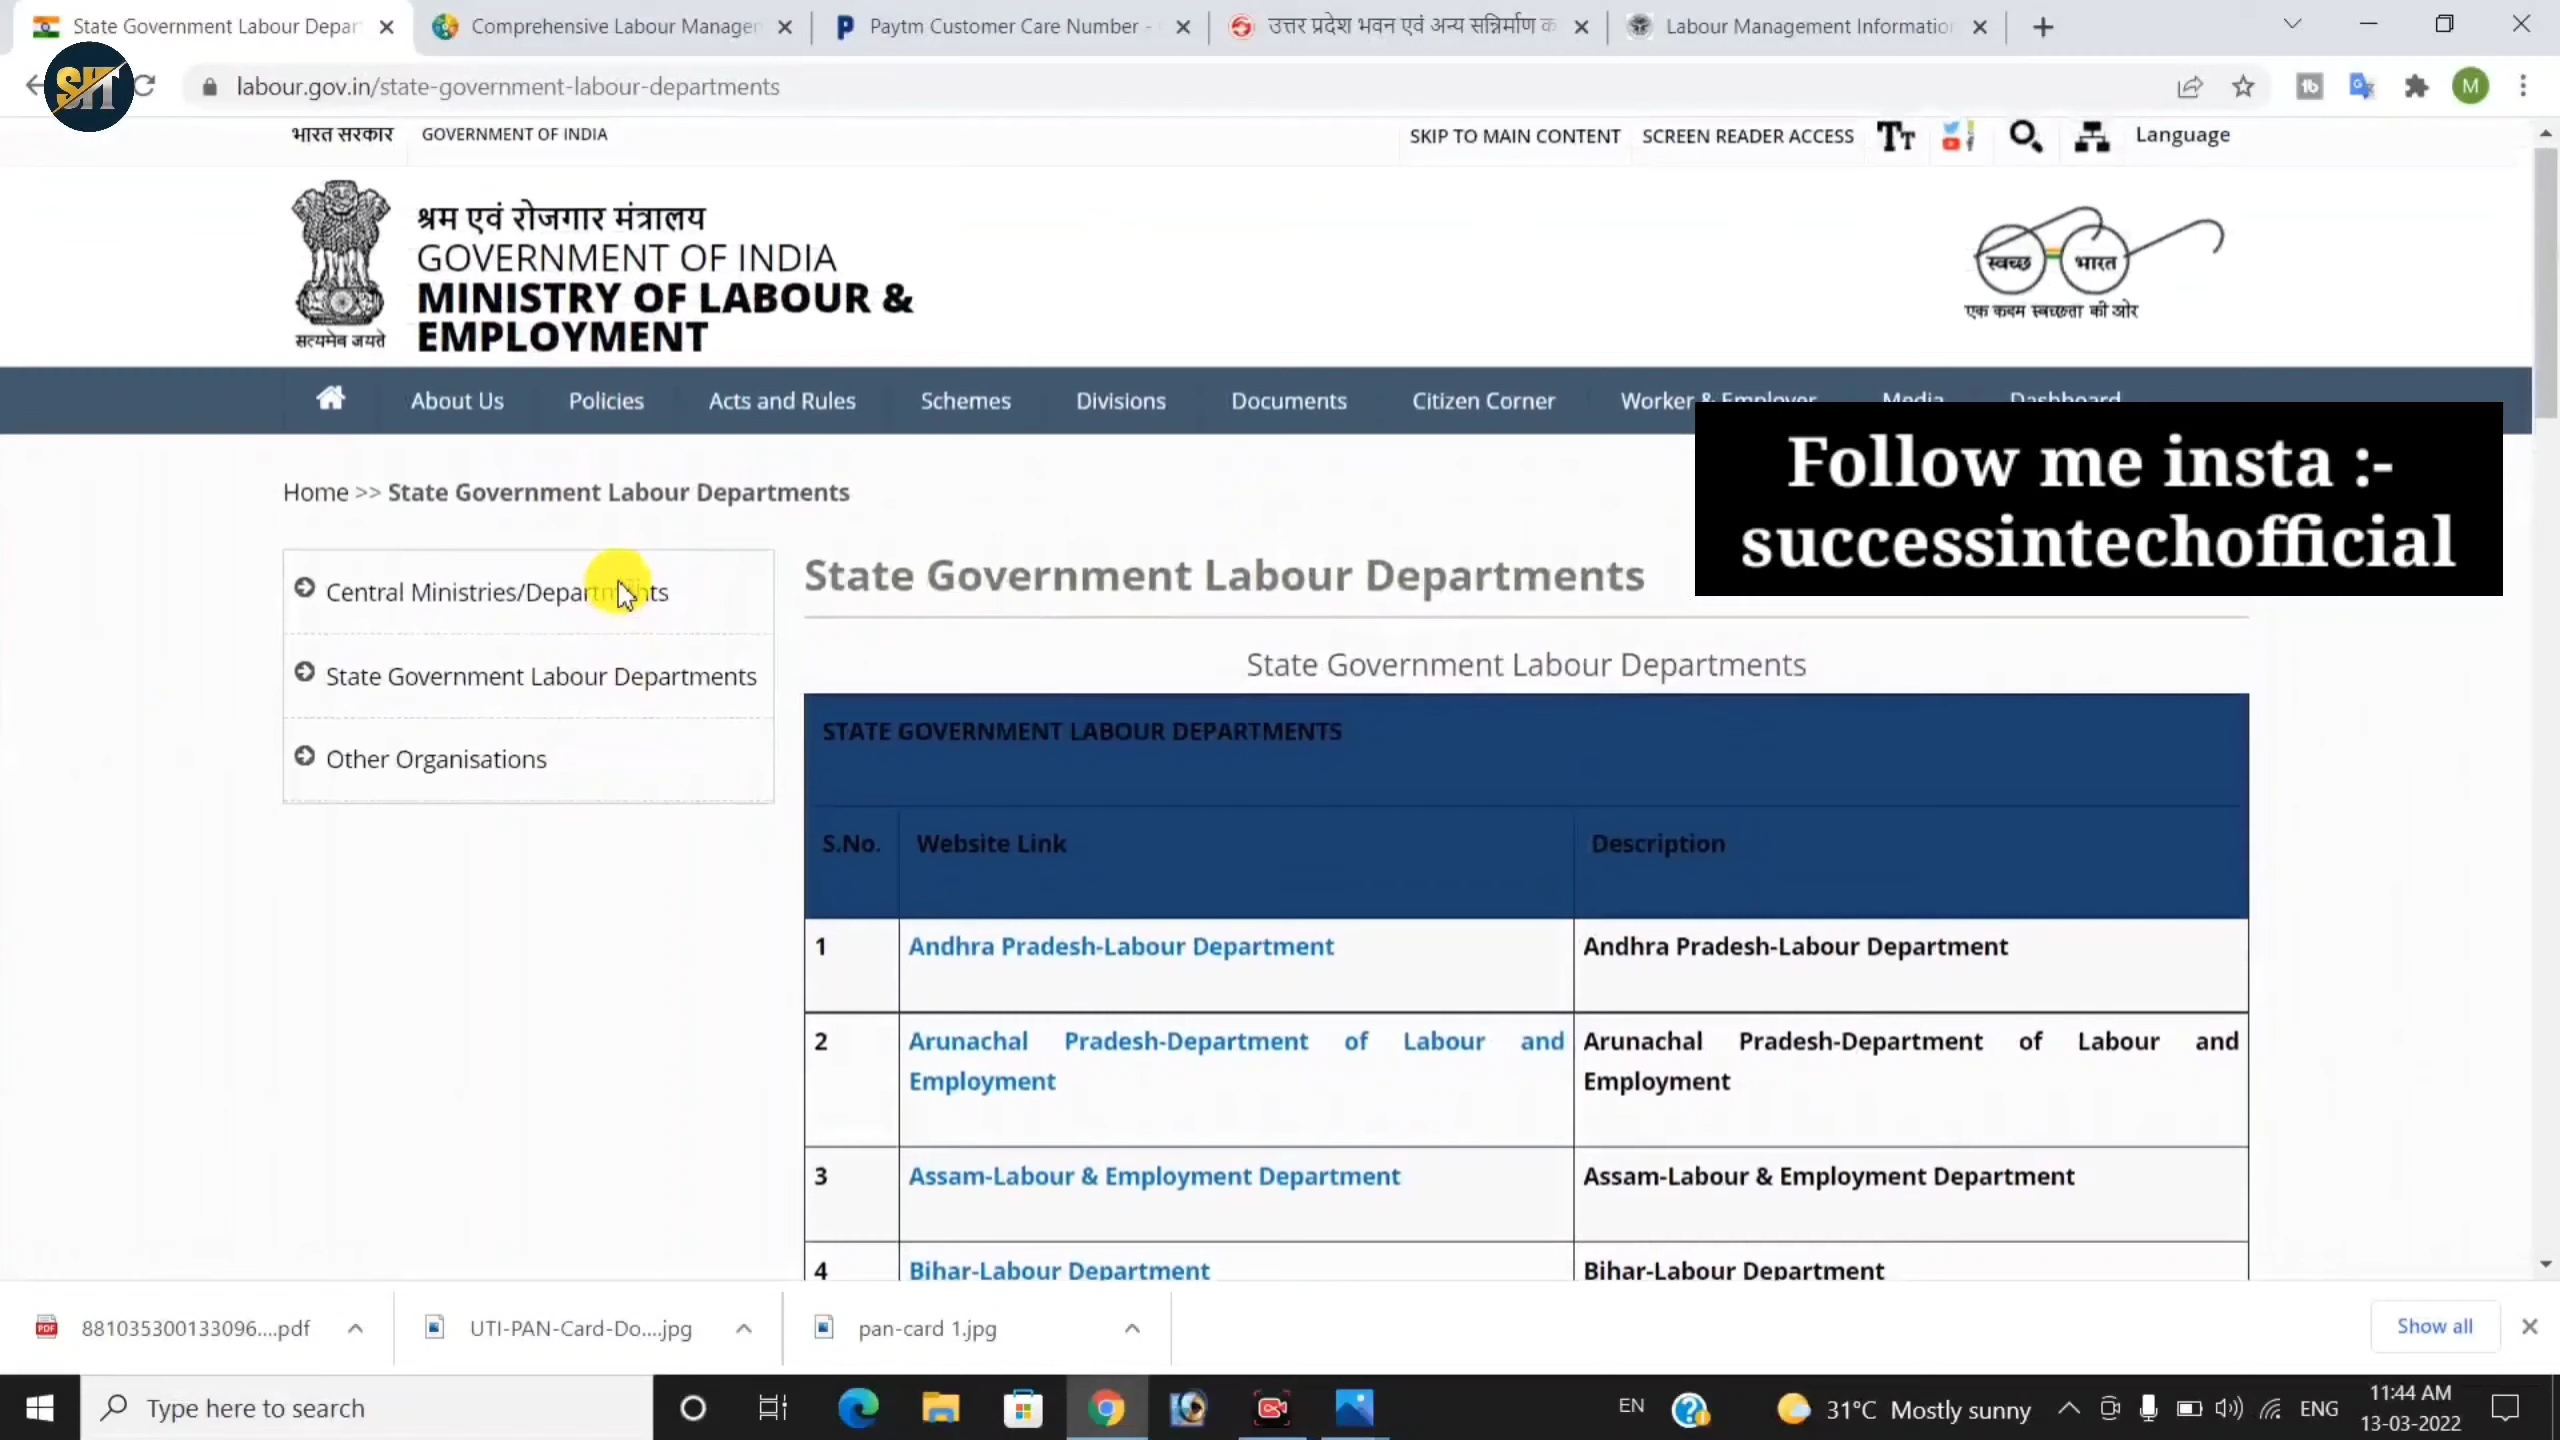 State Government Labour Depar
Comprehensive Labour Manager
Paytm Customer Care Number -
उत्तर प्रदेश भवन एवं अन्य सन्निर्माण क
Labour Management Informatio
SIT
labour.gov.in/state-government-labour-departments
M
भारत सरकार GOVERNMENT OF INDIA
SKIP TO MAIN CONTENT SCREEN READER ACCESS Language
श्रम एवं रोजगार मंत्रालय
GOVERNMENT OF INDIA
MINISTRY OF LABOUR &
EMPLOYMENT
सत्यमेव जयते
स्वच्छ भारत
एक कदम स्वच्छता की ओर
About Us Policies Acts and Rules Schemes Divisions Documents Citizen Corner Worker & Employer Media Dashboard
Follow me insta :-
successintechofficial
Home >> State Government Labour Departments
Central Ministries/Departments
State Government Labour Departments
Other Organisations
State Government Labour Departments
State Government Labour Departments
STATE GOVERNMENT LABOUR DEPARTMENTS
S.No. Website Link Description
1 Andhra Pradesh-Labour Department Andhra Pradesh-Labour Department
2 Arunachal Pradesh-Department of Labour and Arunachal Pradesh-Department of Labour and
Employment Employment
3 Assam-Labour & Employment Department Assam-Labour & Employment Department
4 Bihar-Labour Department Bihar-Labour Department
881035300133096....pdf UTI-PAN-Card-Do....jpg pan-card 1.jpg Show all
Type here to search
EN
31°C Mostly sunny
ENG
11:44 AM
13-03-2022